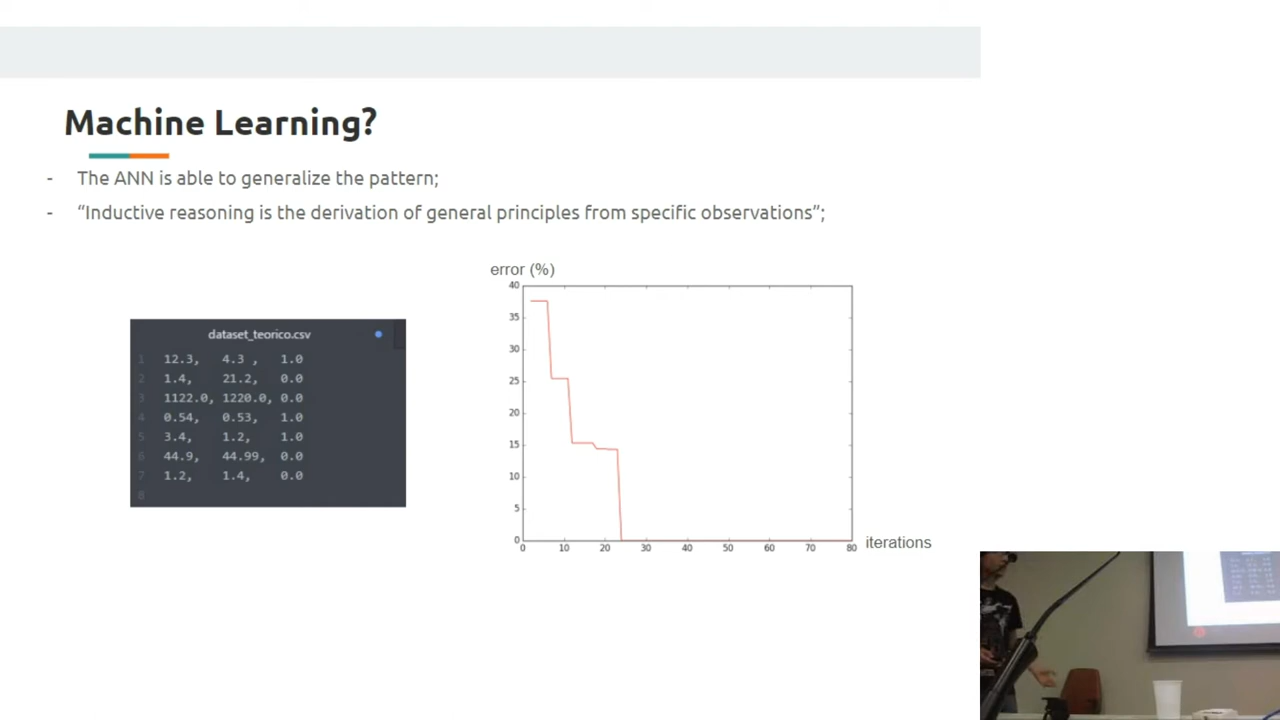 Machine Learning?
- The ANN is able to generalize the pattern;
- “Inductive reasoning is the derivation of general principles from specific observations”;
dataset_teorico.csv
1 12.3, 4.3 , 1.0
2 1.4, 21.2, 0.0
3 1122.0, 1220.0, 0.0
4 0.54, 0.53, 1.0
5 3.4, 1.2, 1.0
6 44.9, 44.99, 0.0
7 1.2, 1.4, 0.0
8
error (%)
40
35
30
25
20
15
10
5
0
0 10 20 30 40 50 60 70 80
iterations